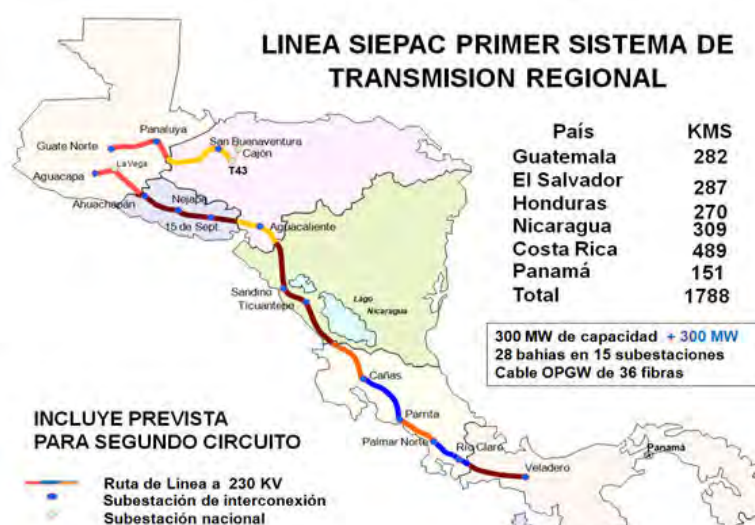 LINEA SIEPAC PRIMER SISTEMA DE
TRANSMISION REGIONAL
País KMS
Guatemala 282
El Salvador 287
Honduras 270
Nicaragua 309
Costa Rica 489
Panamá 151
Total 1788
300 MW de capacidad + 300 MW
28 bahias en 15 subestaciones
Cable OPGW de 36 fibras
Panaluya
Guate Norte
San Buenaventura
Cajón
T43
La Vega
Aguacapa
Ahuachapán
Nejapa
15 de Sept.
Aguacaliente
Sandino
Ticuantepe
Lago
Nicaragua
Cañas
Parrita
Palmar Norte
Río Claro
Veladero
Panamá
INCLUYE PREVISTA
PARA SEGUNDO CIRCUITO
Ruta de Linea a 230 KV
Subestación de interconexión
Subestación nacional